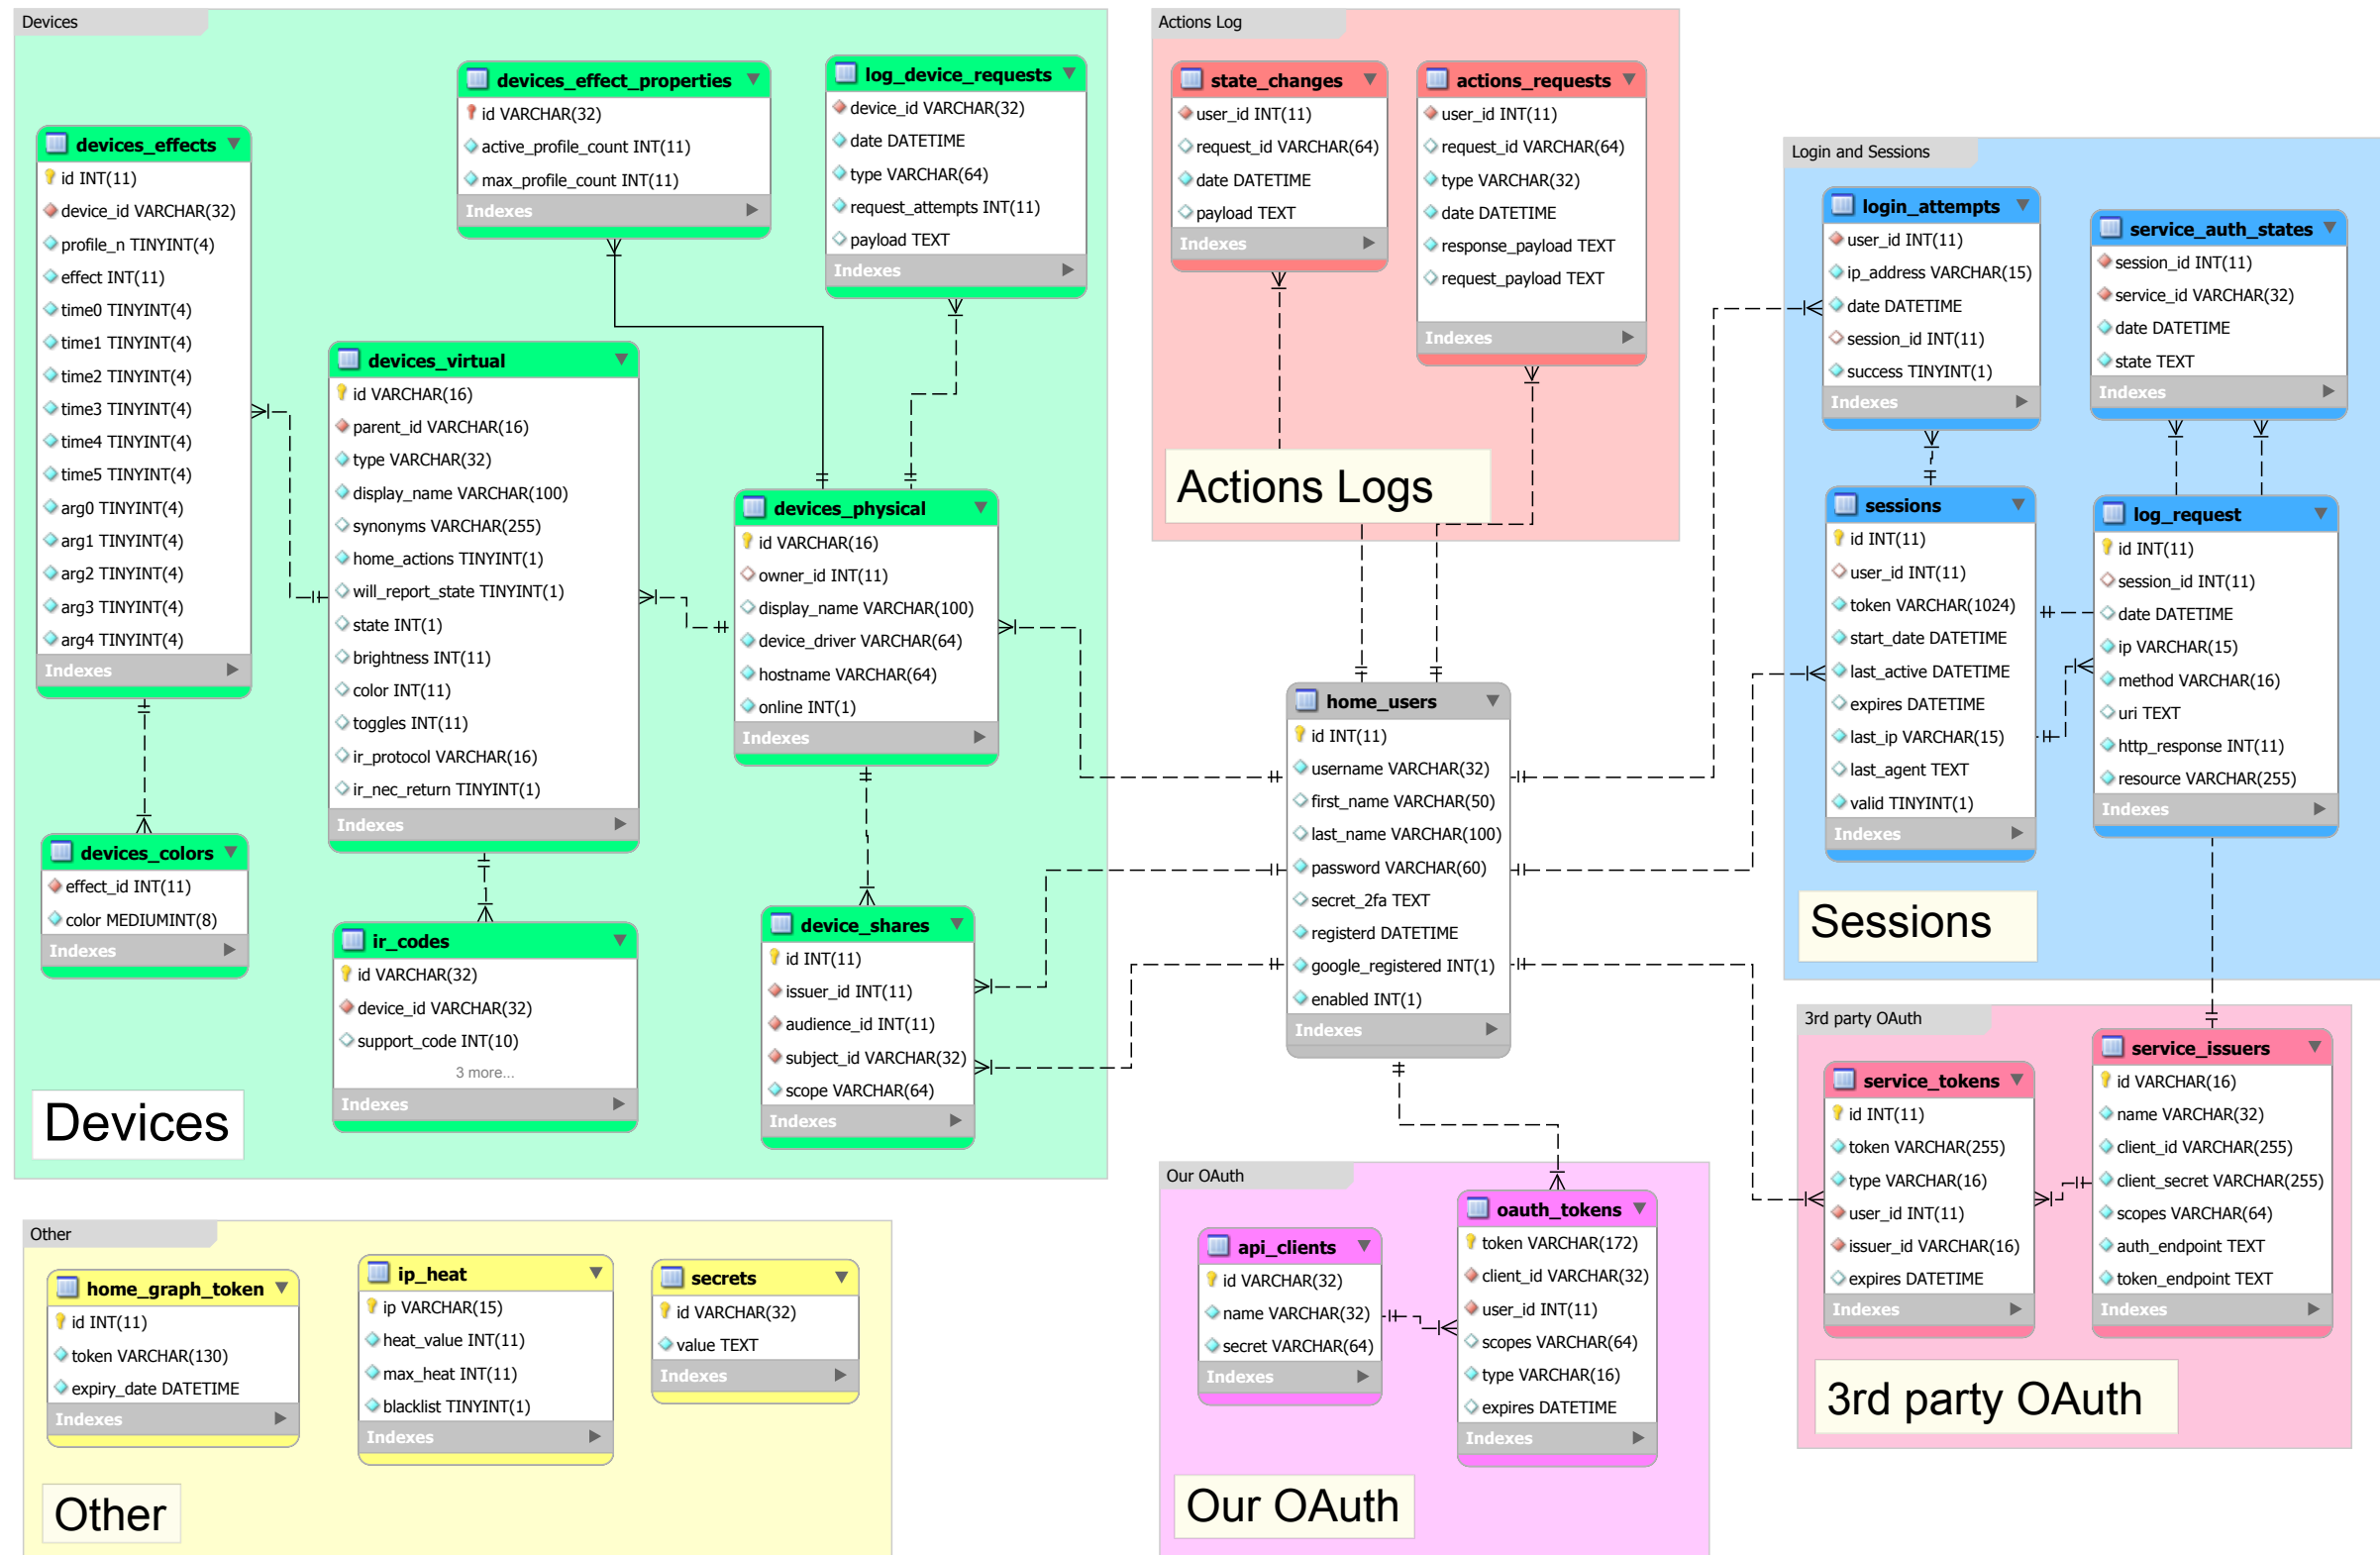 Devices
devices_effects
id INT(11)
device_id VARCHAR(32)
profile_n TINYINT(4)
effect INT(11)
time0 TINYINT(4)
time1 TINYINT(4)
time2 TINYINT(4)
time3 TINYINT(4)
time4 TINYINT(4)
time5 TINYINT(4)
arg0 TINYINT(4)
arg1 TINYINT(4)
arg2 TINYINT(4)
arg3 TINYINT(4)
arg4 TINYINT(4)
Indexes
devices_effect_properties
id VARCHAR(32)
active_profile_count INT(11)
max_profile_count INT(11)
Indexes
log_device_requests
device_id VARCHAR(32)
date DATETIME
type VARCHAR(64)
request_attempts INT(11)
payload TEXT
Indexes
devices_virtual
id VARCHAR(16)
parent_id VARCHAR(16)
type VARCHAR(32)
display_name VARCHAR(100)
synonyms VARCHAR(255)
home_actions TINYINT(1)
will_report_state TINYINT(1)
state INT(1)
brightness INT(11)
color INT(11)
toggles INT(11)
ir_protocol VARCHAR(16)
ir_nec_return TINYINT(1)
Indexes
devices_physical
id VARCHAR(16)
owner_id INT(11)
display_name VARCHAR(100)
device_driver VARCHAR(64)
hostname VARCHAR(64)
online INT(1)
Indexes
devices_colors
effect_id INT(11)
color MEDIUMINT(8)
Indexes
ir_codes
id VARCHAR(32)
device_id VARCHAR(32)
support_code INT(10)
3 more...
Indexes
device_shares
id INT(11)
issuer_id INT(11)
audience_id INT(11)
subject_id VARCHAR(32)
scope VARCHAR(64)
Indexes
Devices
Actions Log
state_changes
user_id INT(11)
request_id VARCHAR(64)
date DATETIME
payload TEXT
Indexes
actions_requests
user_id INT(11)
request_id VARCHAR(64)
type VARCHAR(32)
date DATETIME
response_payload TEXT
request_payload TEXT
Indexes
Actions Logs
home_users
id INT(11)
username VARCHAR(32)
first_name VARCHAR(50)
last_name VARCHAR(100)
password VARCHAR(60)
secret_2fa TEXT
registerd DATETIME
google_registered INT(1)
enabled INT(1)
Indexes
Login and Sessions
login_attempts
user_id INT(11)
ip_address VARCHAR(15)
date DATETIME
session_id INT(11)
success TINYINT(1)
Indexes
service_auth_states
session_id INT(11)
service_id VARCHAR(32)
date DATETIME
state TEXT
Indexes
sessions
id INT(11)
user_id INT(11)
token VARCHAR(1024)
start_date DATETIME
last_active DATETIME
expires DATETIME
last_ip VARCHAR(15)
last_agent TEXT
valid TINYINT(1)
Indexes
log_request
id INT(11)
session_id INT(11)
date DATETIME
ip VARCHAR(15)
method VARCHAR(16)
uri TEXT
http_response INT(11)
resource VARCHAR(255)
Indexes
Sessions
3rd party OAuth
service_tokens
id INT(11)
token VARCHAR(255)
type VARCHAR(16)
user_id INT(11)
issuer_id VARCHAR(16)
expires DATETIME
Indexes
service_issuers
id VARCHAR(16)
name VARCHAR(32)
client_id VARCHAR(255)
client_secret VARCHAR(255)
scopes VARCHAR(64)
auth_endpoint TEXT
token_endpoint TEXT
Indexes
3rd party OAuth
Other
home_graph_token
id INT(11)
token VARCHAR(130)
expiry_date DATETIME
Indexes
ip_heat
ip VARCHAR(15)
heat_value INT(11)
max_heat INT(11)
blacklist TINYINT(1)
Indexes
secrets
id VARCHAR(32)
value TEXT
Indexes
Other
Our OAuth
api_clients
id VARCHAR(32)
name VARCHAR(32)
secret VARCHAR(64)
Indexes
oauth_tokens
token VARCHAR(172)
client_id VARCHAR(32)
user_id INT(11)
scopes VARCHAR(64)
type VARCHAR(16)
expires DATETIME
Indexes
Our OAuth